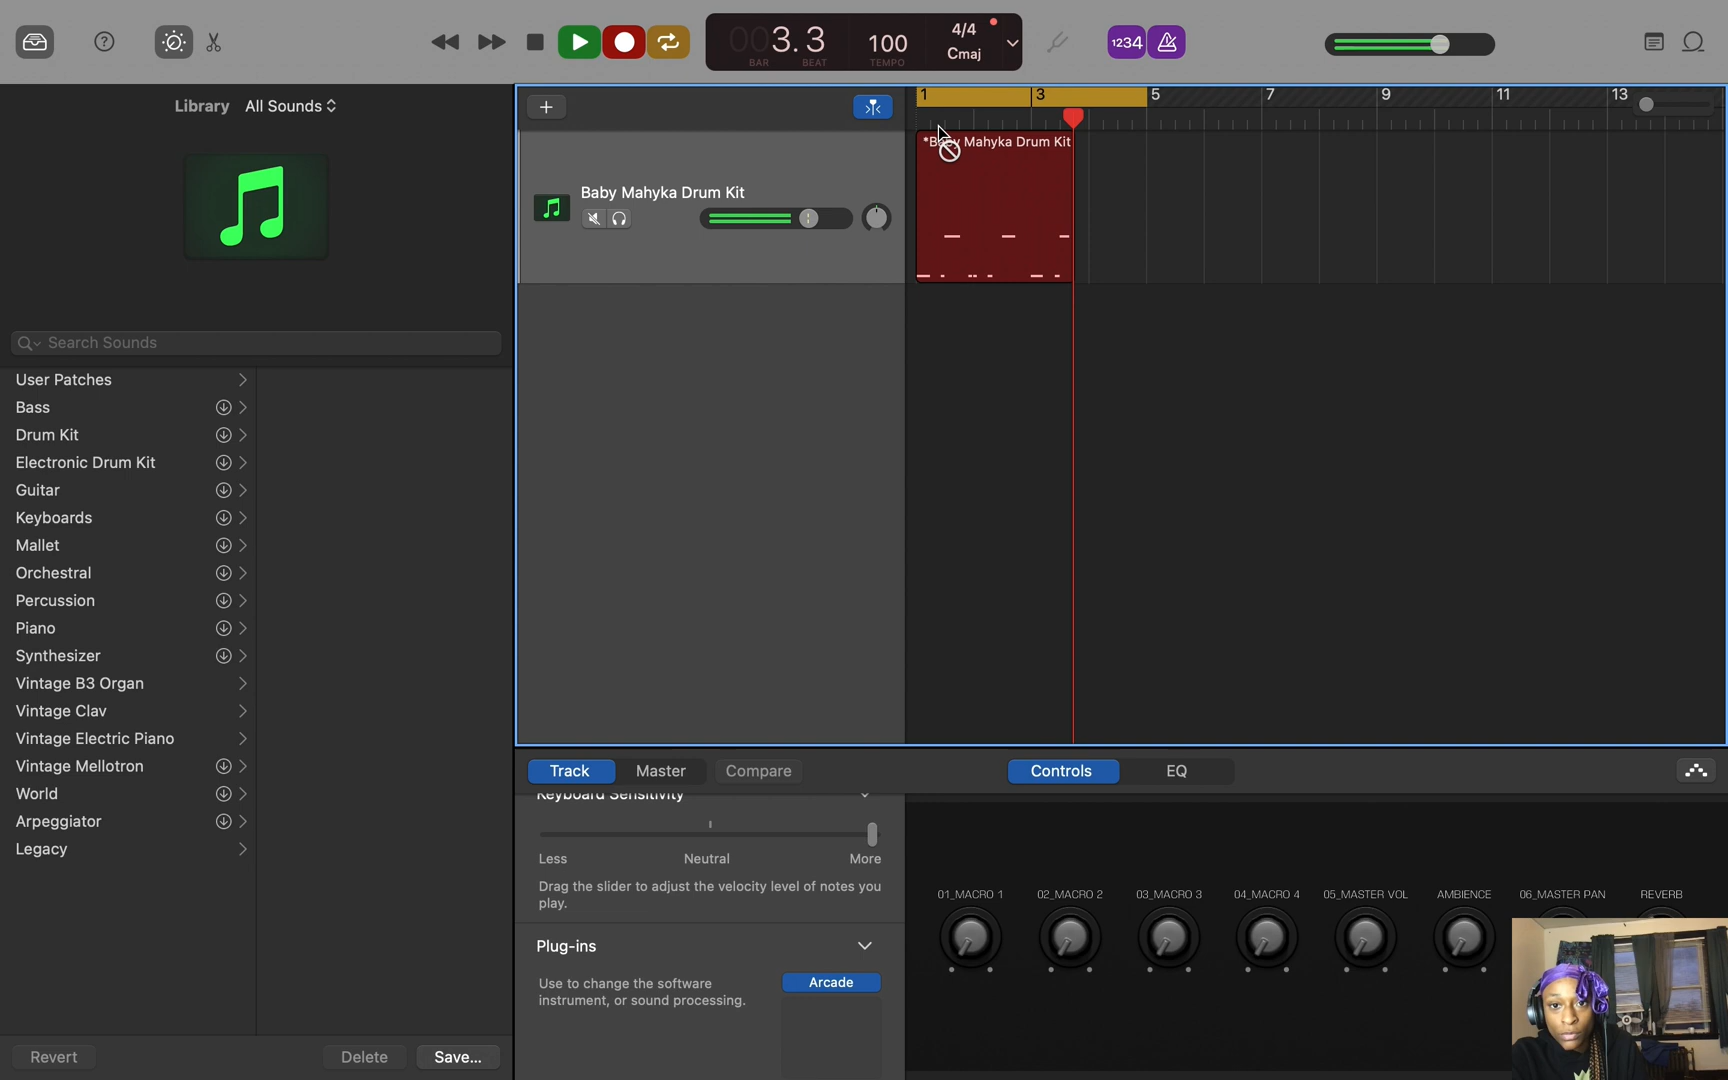 1234
003.3
BAR
BEAT
100
TEMPO
4/4
Cmaj
Library
All Sounds
1
3
5
7
9
11
13
*Baby Mahyka Drum Kit
Baby Mahyka Drum Kit
Search Sounds
User Patches
Bass
Drum Kit
Electronic Drum Kit
Guitar
Keyboards
Mallet
Orchestral
Percussion
Piano
Synthesizer
Vintage B3 Organ
Vintage Clav
Vintage Electric Piano
Vintage Mellotron
World
Arpeggiator
Legacy
Revert
Delete
Save...
Track
Master
Compare
Controls
EQ
Keyboard Sensitivity
Less
Neutral
More
Drag the slider to adjust the velocity level of notes you
play.
Plug-ins
Use to change the software
instrument, or sound processing.
Arcade
01_MACRO 1
02_MACRO 2
03_MACRO 3
04_MACRO 4
05_MASTER VOL
AMBIENCE
06_MASTER PAN
REVERB